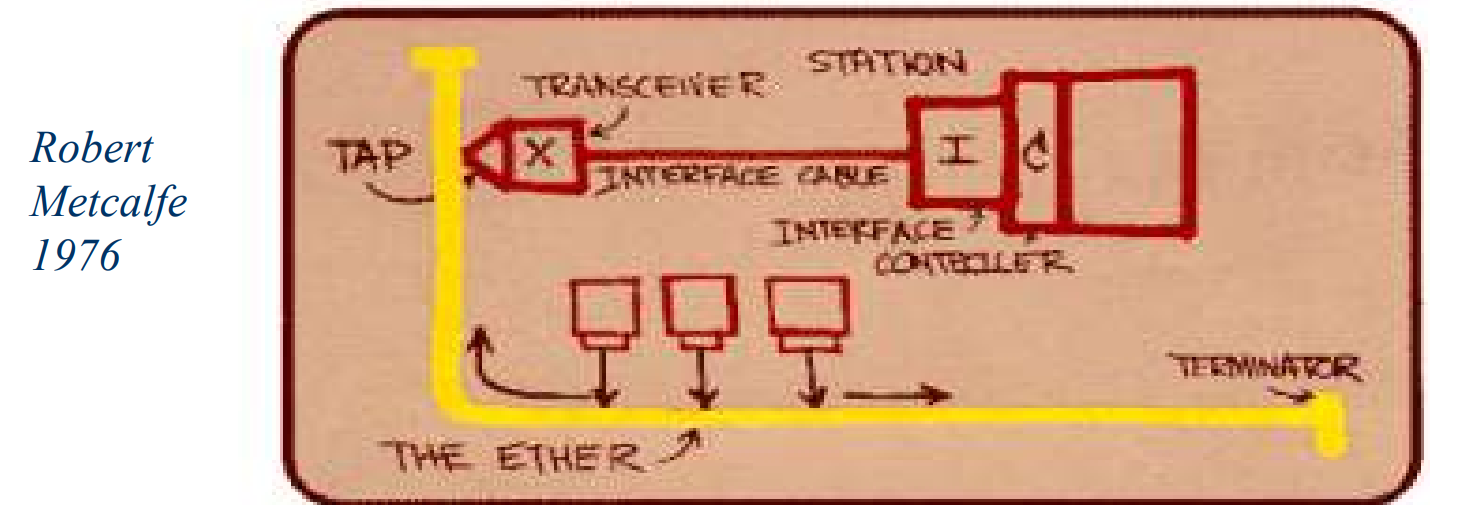 Robert
Metcalfe
1976
STATION
TRANSCEIVER
TAP
X
I
C
INTERFACE CABLE
INTERFACE
CONTROLLER
TERMINATOR
THE ETHER